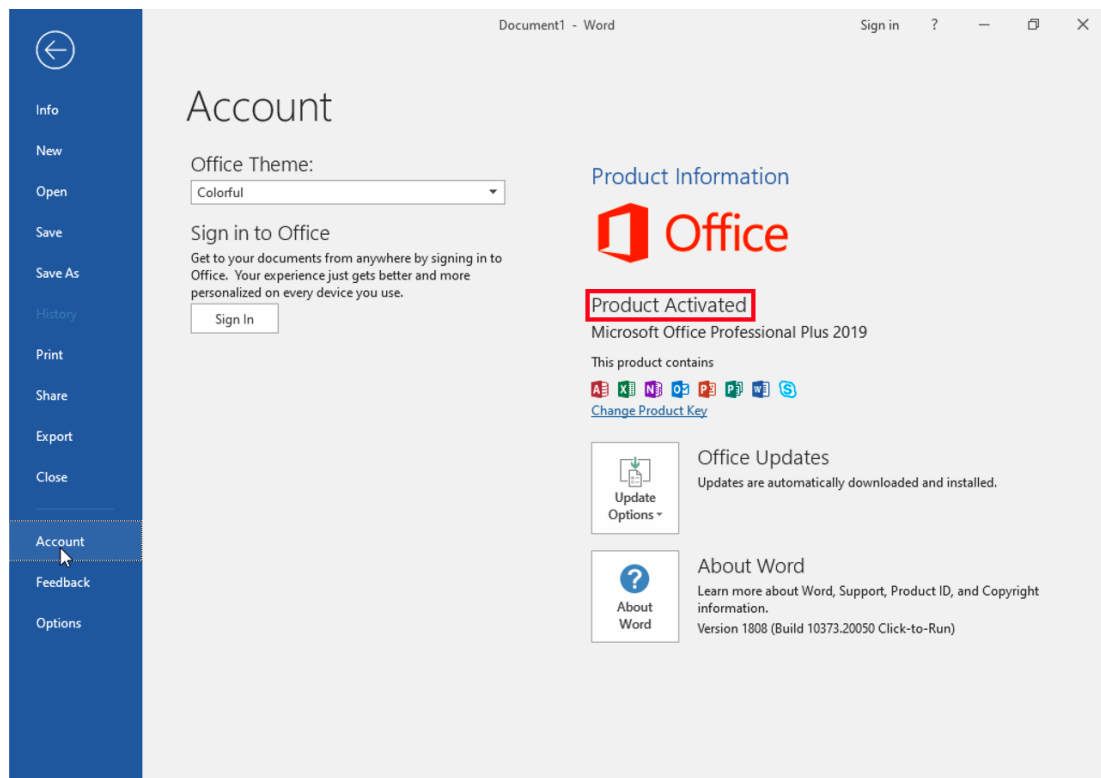 Document1 - Word
Sign in
?
Info
New
Open
Save
Save As
History
Print
Share
Export
Close
Account
Feedback
Options
Account
Office Theme:
Colorful
Sign in to Office
Get to your documents from anywhere by signing in to
Office. Your experience just gets better and more
personalized on every device you use.
Sign In
Product Information
Office
Product Activated
Microsoft Office Professional Plus 2019
This product contains
Change Product Key
Update
Options
Office Updates
Updates are automatically downloaded and installed.
?
About
Word
About Word
Learn more about Word, Support, Product ID, and Copyright
information.
Version 1808 (Build 10373.20050 Click-to-Run)